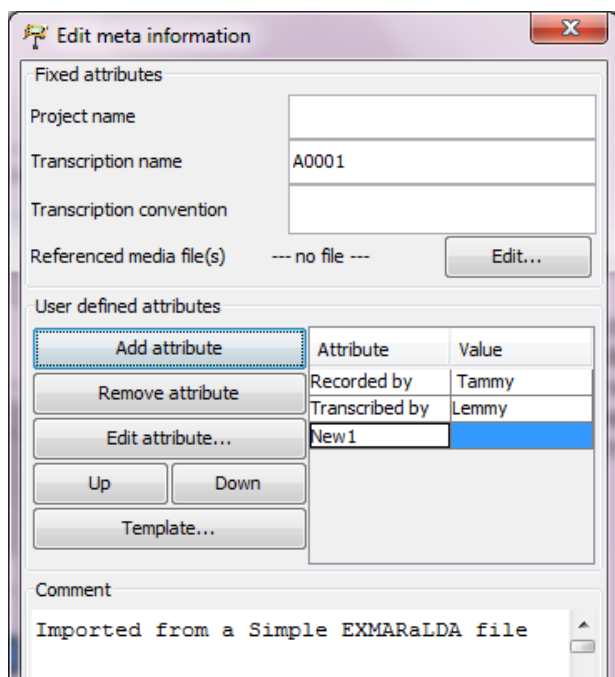 Edit meta information
Fixed attributes
Project name
Transcription name A0001
Transcription convention
Referenced media file(s) --- no file --- Edit...
User defined attributes
Add attribute
Remove attribute
Edit attribute...
Up Down
Template...
Attribute Value
Recorded by Tammy
Transcribed by Lemmy
New1
Comment
Imported from a Simple EXMARaLDA file